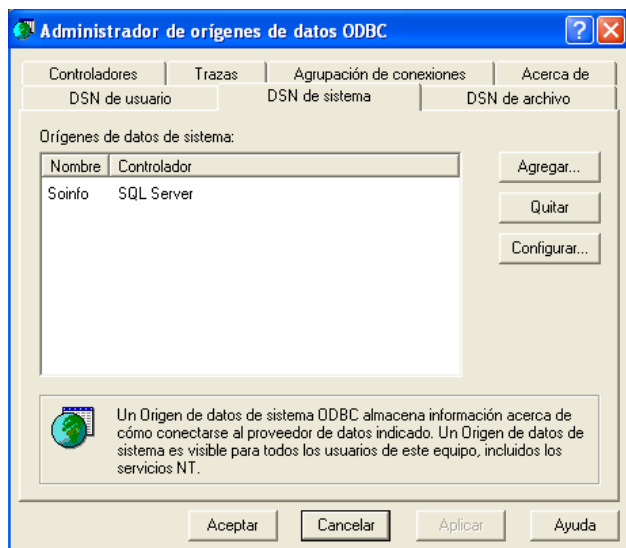 Administrador de orígenes de datos ODBC
Controladores Trazas Agrupación de conexiones Acerca de
DSN de usuario DSN de sistema DSN de archivo
Orígenes de datos de sistema:
Nombre Controlador
Soinfo SQL Server
Agregar...
Quitar
Configurar...
Un Origen de datos de sistema ODBC almacena información acerca de
cómo conectarse al proveedor de datos indicado. Un Origen de datos de
sistema es visible para todos los usuarios de este equipo, incluidos los
servicios NT.
Aceptar Cancelar Aplicar Ayuda